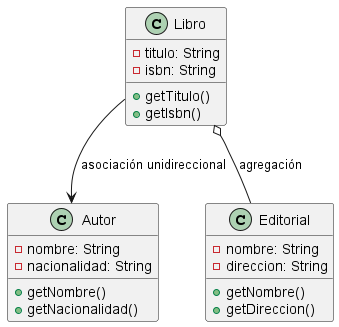 C Libro
titulo: String
isbn: String
getTitulo()
getIsbn()
asociación unidireccional
agregación
C Autor
nombre: String
nacionalidad: String
getNombre()
getNacionalidad()
C Editorial
nombre: String
direccion: String
getNombre()
getDireccion()